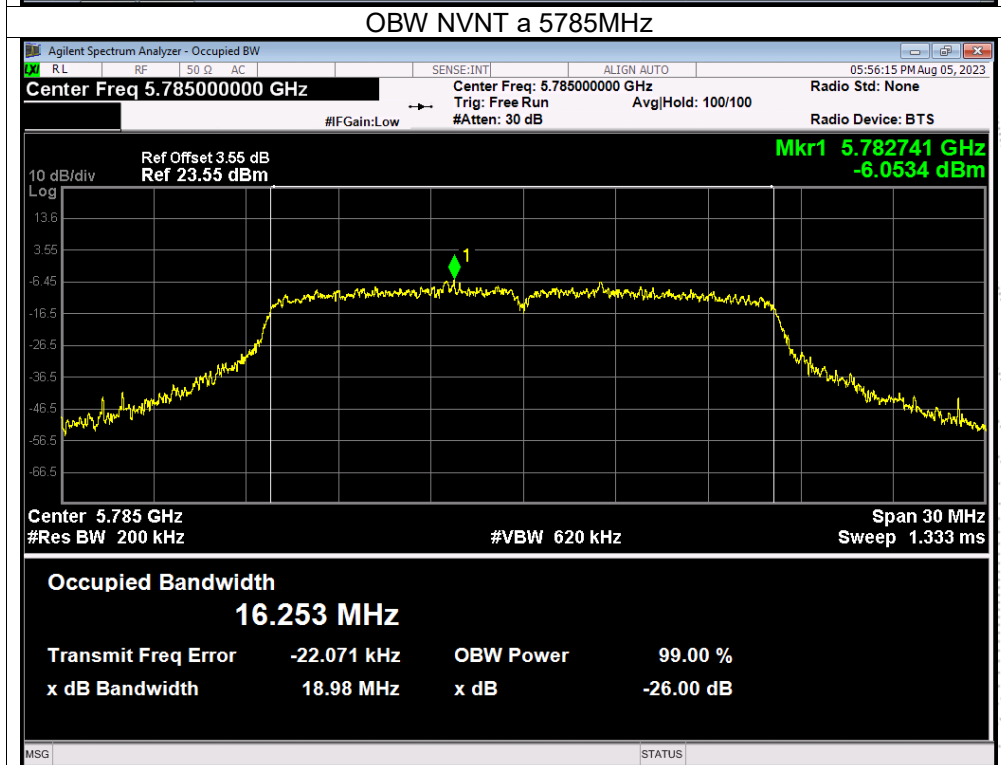 OBW NVNT a 5785MHz
Agilent Spectrum Analyzer - Occupied BW
LXI RL RF 50 Ω AC SENSE:INT ALIGN AUTO 05:56:15 PM Aug 05, 2023
Center Freq 5.785000000 GHz Center Freq: 5.785000000 GHz Radio Std: None
Trig: Free Run Avg|Hold: 100/100
#IFGain:Low #Atten: 30 dB Radio Device: BTS
Mkr1 5.782741 GHz
-6.0534 dBm
Ref Offset 3.55 dB
10 dB/div Ref 23.55 dBm
Log
13.6
3.55
1
-6.45
-16.5
-26.5
-36.5
-46.5
-56.5
-66.5
Center 5.785 GHz Span 30 MHz
#Res BW 200 kHz #VBW 620 kHz Sweep 1.333 ms
Occupied Bandwidth
16.253 MHz
Transmit Freq Error -22.071 kHz OBW Power 99.00 %
x dB Bandwidth 18.98 MHz x dB -26.00 dB
MSG STATUS